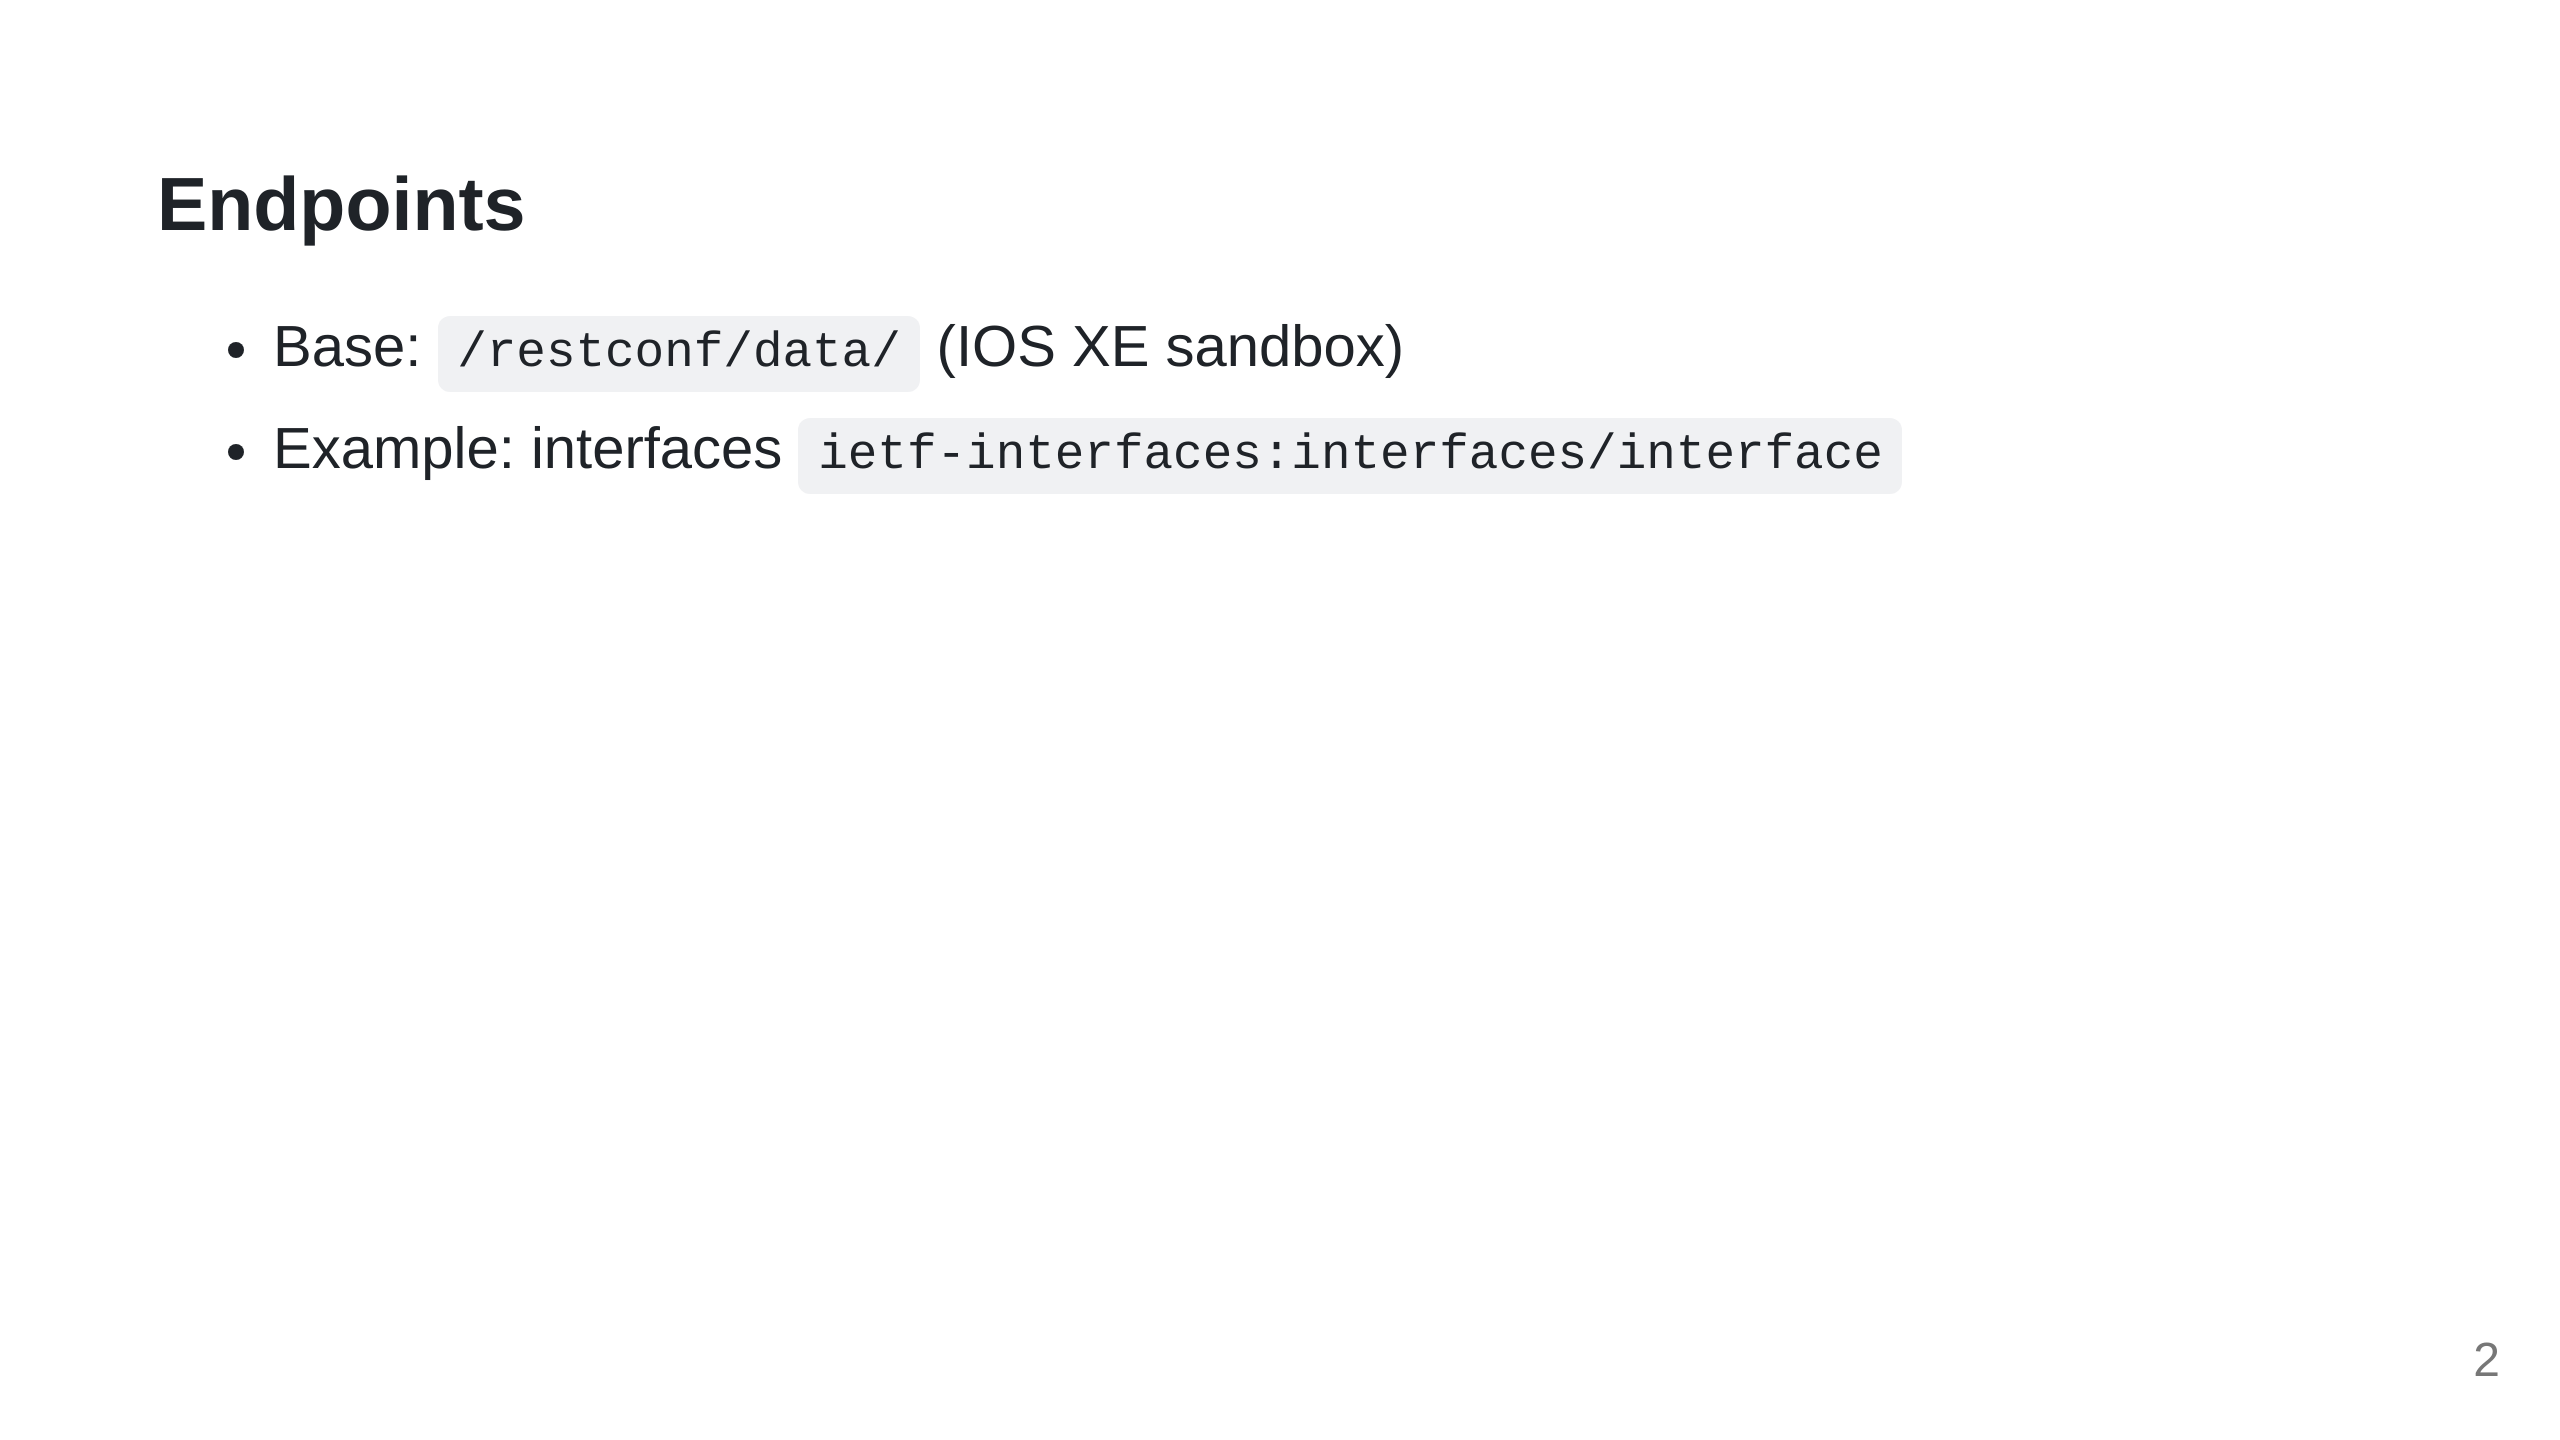 Endpoints
Base: /restconf/data/ (IOS XE sandbox)
Example: interfaces ietf-interfaces:interfaces/interface
2